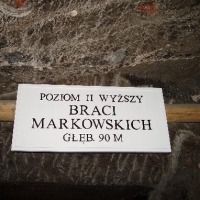 POZIOM II WYŻSZY
BRACI
MARKOWSKICH
GŁĘB. 90 M